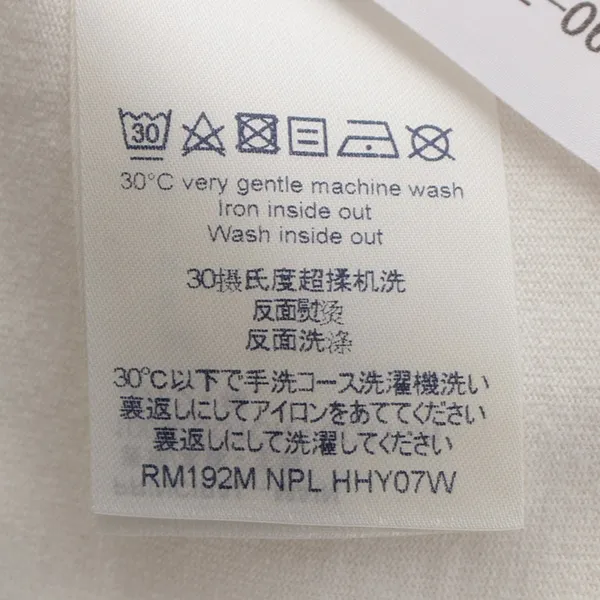 -06
30
30°C very gentle machine wash
Iron inside out
Wash inside out
30摄氏度超揉机洗
反面熨烫
反面洗涤
30°C以下で手洗コース洗濯機洗い
裏返しにしてアイロンをあててください
裏返しにして洗濯してください
RM192M NPL HHY07W